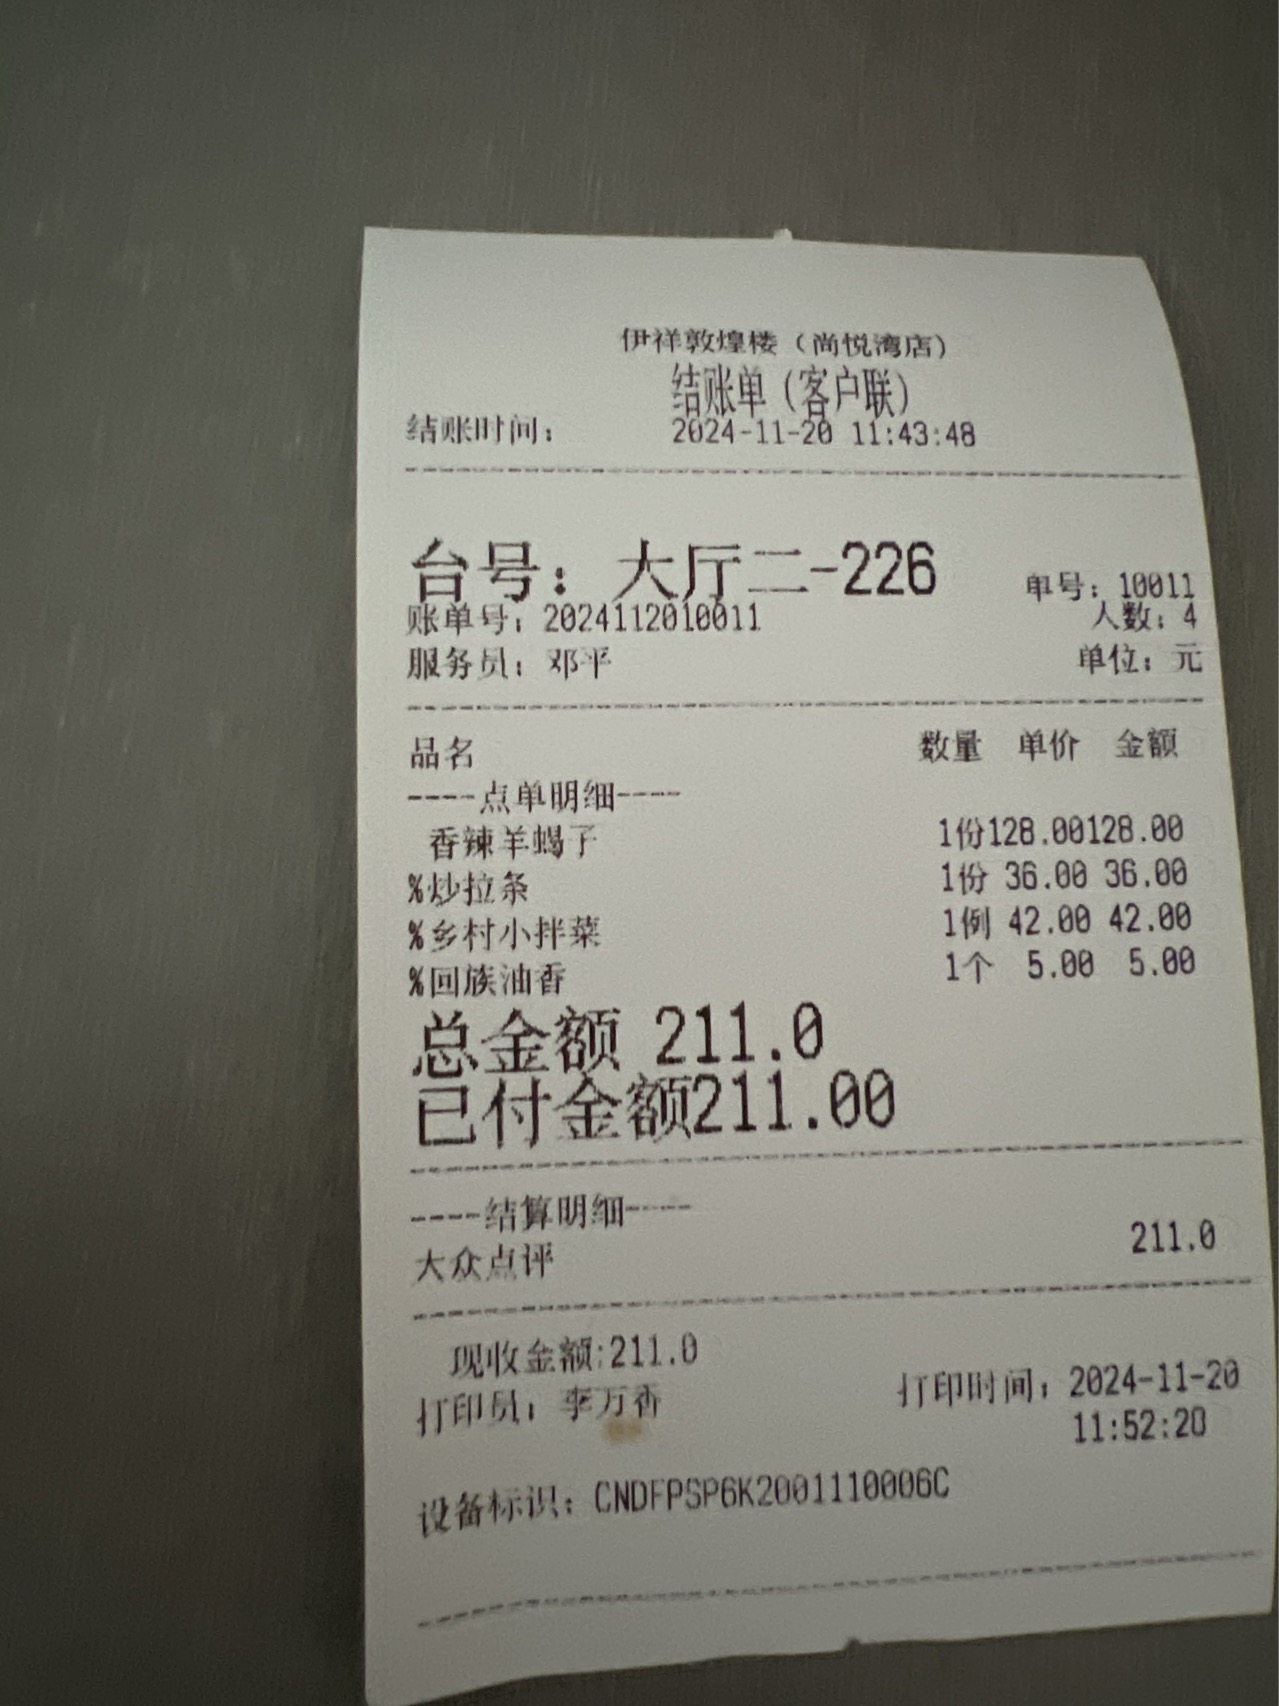 伊祥敦煌楼（尚悦湾店）
结账单（客户联）
结账时间： 2024-11-20 11:43:48
台号：大厅二-226 单号：10011
账单号：2024112010011 人数：4
服务员：邓平 单位：元
品名 数量 单价 金额
----点单明细----
香辣羊蝎子 1份128.00128.00
%炒拉条 1份 36.00 36.00
%乡村小拌菜 1例 42.00 42.00
%回族油香 1个 5.00 5.00
总金额 211.0
已付金额211.00
----结算明细----
大众点评 211.0
现收金额:211.0
打印员：李万香 打印时间：2024-11-20
11:52:20
设备标识：CNDFPSP6K2001110006C